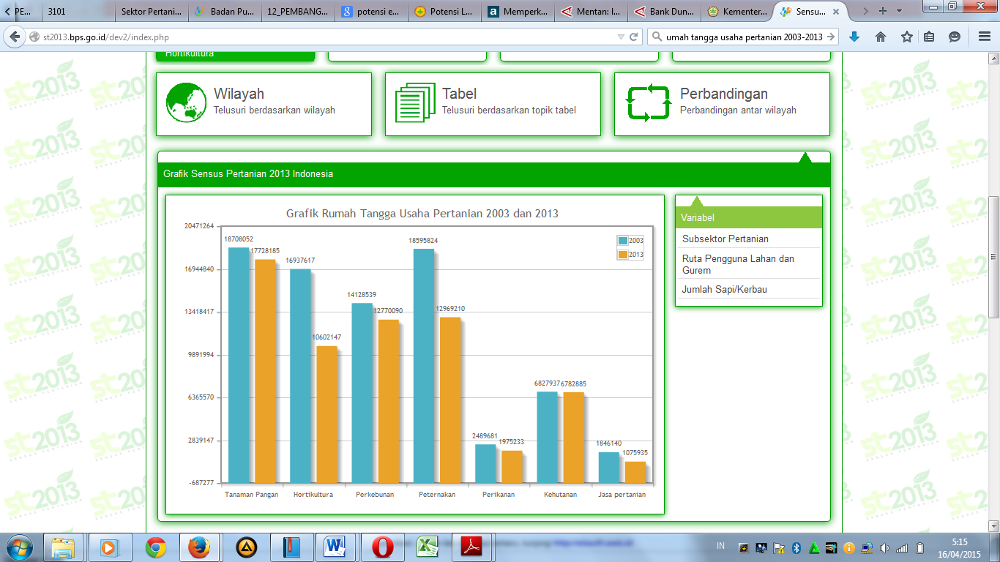 PE...
3101
Sektor Pertani...
Badan Pu...
12_PEMBANG...
potensi e...
Potensi L...
Memperk...
Mentan: I...
Bank Dun...
Kementer...
Sensu...
st2013.bps.go.id/dev2/index.php
umah tangga usaha pertanian 2003-2013
Hortikultura
Wilayah
Telusuri berdasarkan wilayah
Tabel
Telusuri berdasarkan topik tabel
Perbandingan
Perbandingan antar wilayah
Grafik Sensus Pertanian 2013 Indonesia
Grafik Rumah Tangga Usaha Pertanian 2003 dan 2013
20471264
16944840
13418417
9891994
6365570
2839147
-687277
2003
2013
18708052
17728185
16937617
10602147
14128539
12770090
18595824
12969210
2489681
1975233
6827937
6782885
1846140
1075935
Tanaman Pangan
Hortikultura
Perkebunan
Peternakan
Perikanan
Kehutanan
Jasa pertanian
Variabel
Subsektor Pertanian
Ruta Pengguna Lahan dan
Gurem
Jumlah Sapi/Kerbau
st2013
IN
5:15
16/04/2015